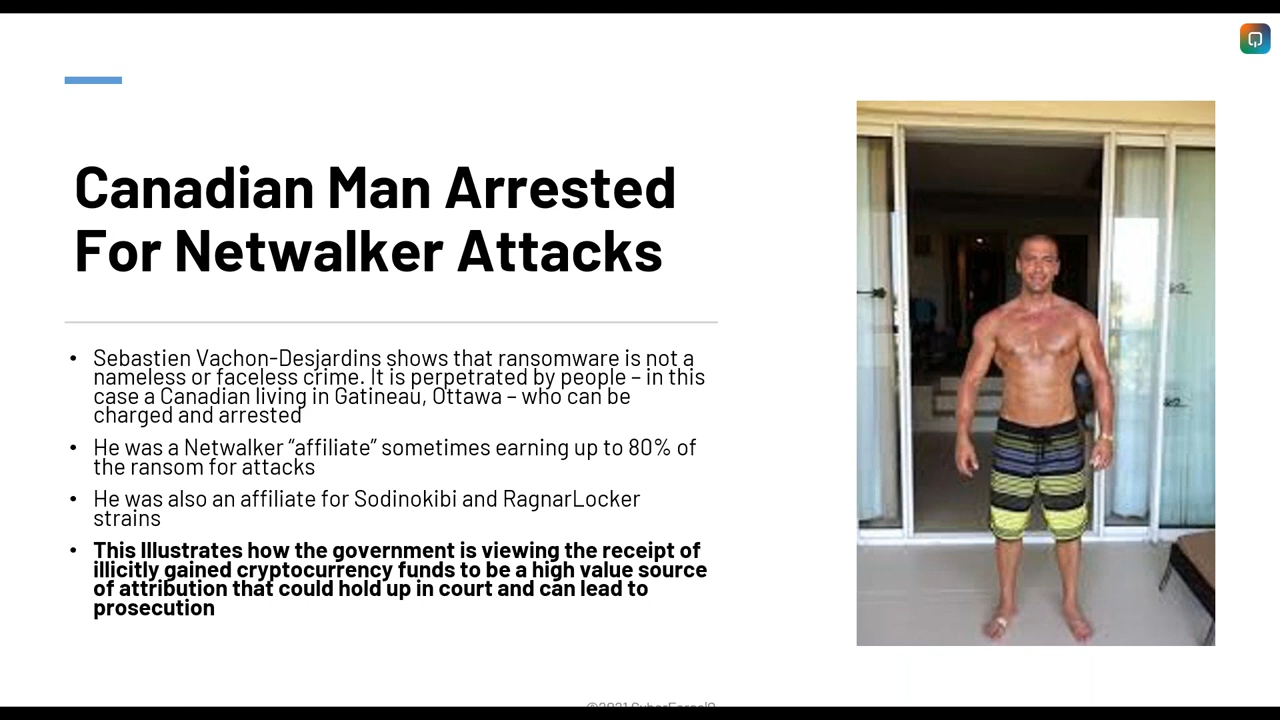 Canadian Man Arrested
For Netwalker Attacks
• Sebastien Vachon-Desjardins shows that ransomware is not a
nameless or faceless crime. It is perpetrated by people – in this
case a Canadian living in Gatineau, Ottawa – who can be
charged and arrested
• He was a Netwalker “affiliate” sometimes earning up to 80% of
the ransom for attacks
• He was also an affiliate for Sodinokibi and RagnarLocker
strains
• This Illustrates how the government is viewing the receipt of
illicitly gained cryptocurrency funds to be a high value source
of attribution that could hold up in court and can lead to
prosecution
©2021